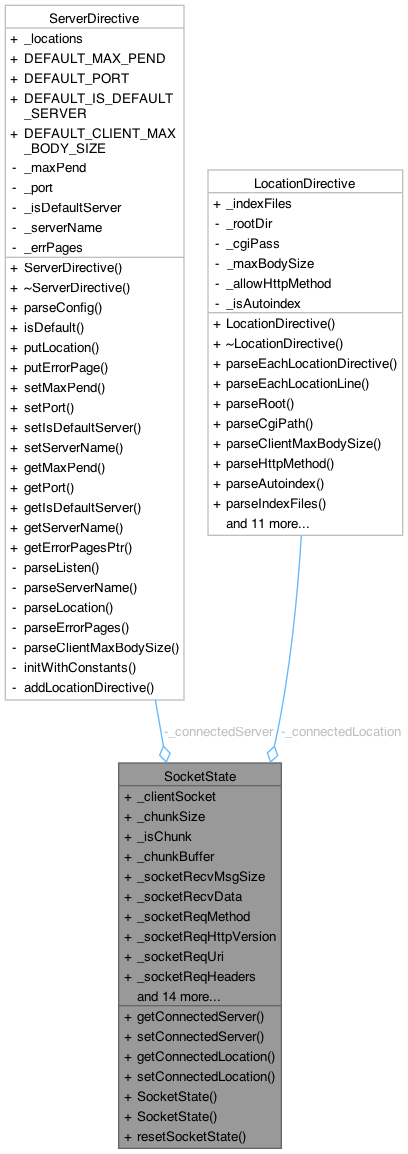 ServerDirective
+ _locations
+ DEFAULT_MAX_PEND
+ DEFAULT_PORT
+ DEFAULT_IS_DEFAULT
_SERVER
+ DEFAULT_CLIENT_MAX
_BODY_SIZE
- _maxPend
- _port
- _isDefaultServer
- _serverName
- _errPages
+ ServerDirective()
+ ~ServerDirective()
+ parseConfig()
+ isDefault()
+ putLocation()
+ putErrorPage()
+ setMaxPend()
+ setPort()
+ setIsDefaultServer()
+ setServerName()
+ getMaxPend()
+ getPort()
+ getIsDefaultServer()
+ getServerName()
+ getErrorPagesPtr()
- parseListen()
- parseServerName()
- parseLocation()
- parseErrorPages()
- parseClientMaxBodySize()
- initWithConstants()
- addLocationDirective()
LocationDirective
+ _indexFiles
- _rootDir
- _cgiPass
- _maxBodySize
- _allowHttpMethod
- _isAutoindex
+ LocationDirective()
+ ~LocationDirective()
+ parseEachLocationDirective()
+ parseEachLocationLine()
+ parseRoot()
+ parseCgiPath()
+ parseClientMaxBodySize()
+ parseHttpMethod()
+ parseAutoindex()
+ parseIndexFiles()
and 11 more...
-_connectedServer
-_connectedLocation
SocketState
+ _clientSocket
+ _chunkSize
+ _isChunk
+ _chunkBuffer
+ _socketRecvMsgSize
+ _socketRecvData
+ _socketReqMethod
+ _socketReqHttpVersion
+ _socketReqUri
+ _socketReqHeaders
and 14 more...
+ getConnectedServer()
+ setConnectedServer()
+ getConnectedLocation()
+ setConnectedLocation()
+ SocketState()
+ SocketState()
+ resetSocketState()